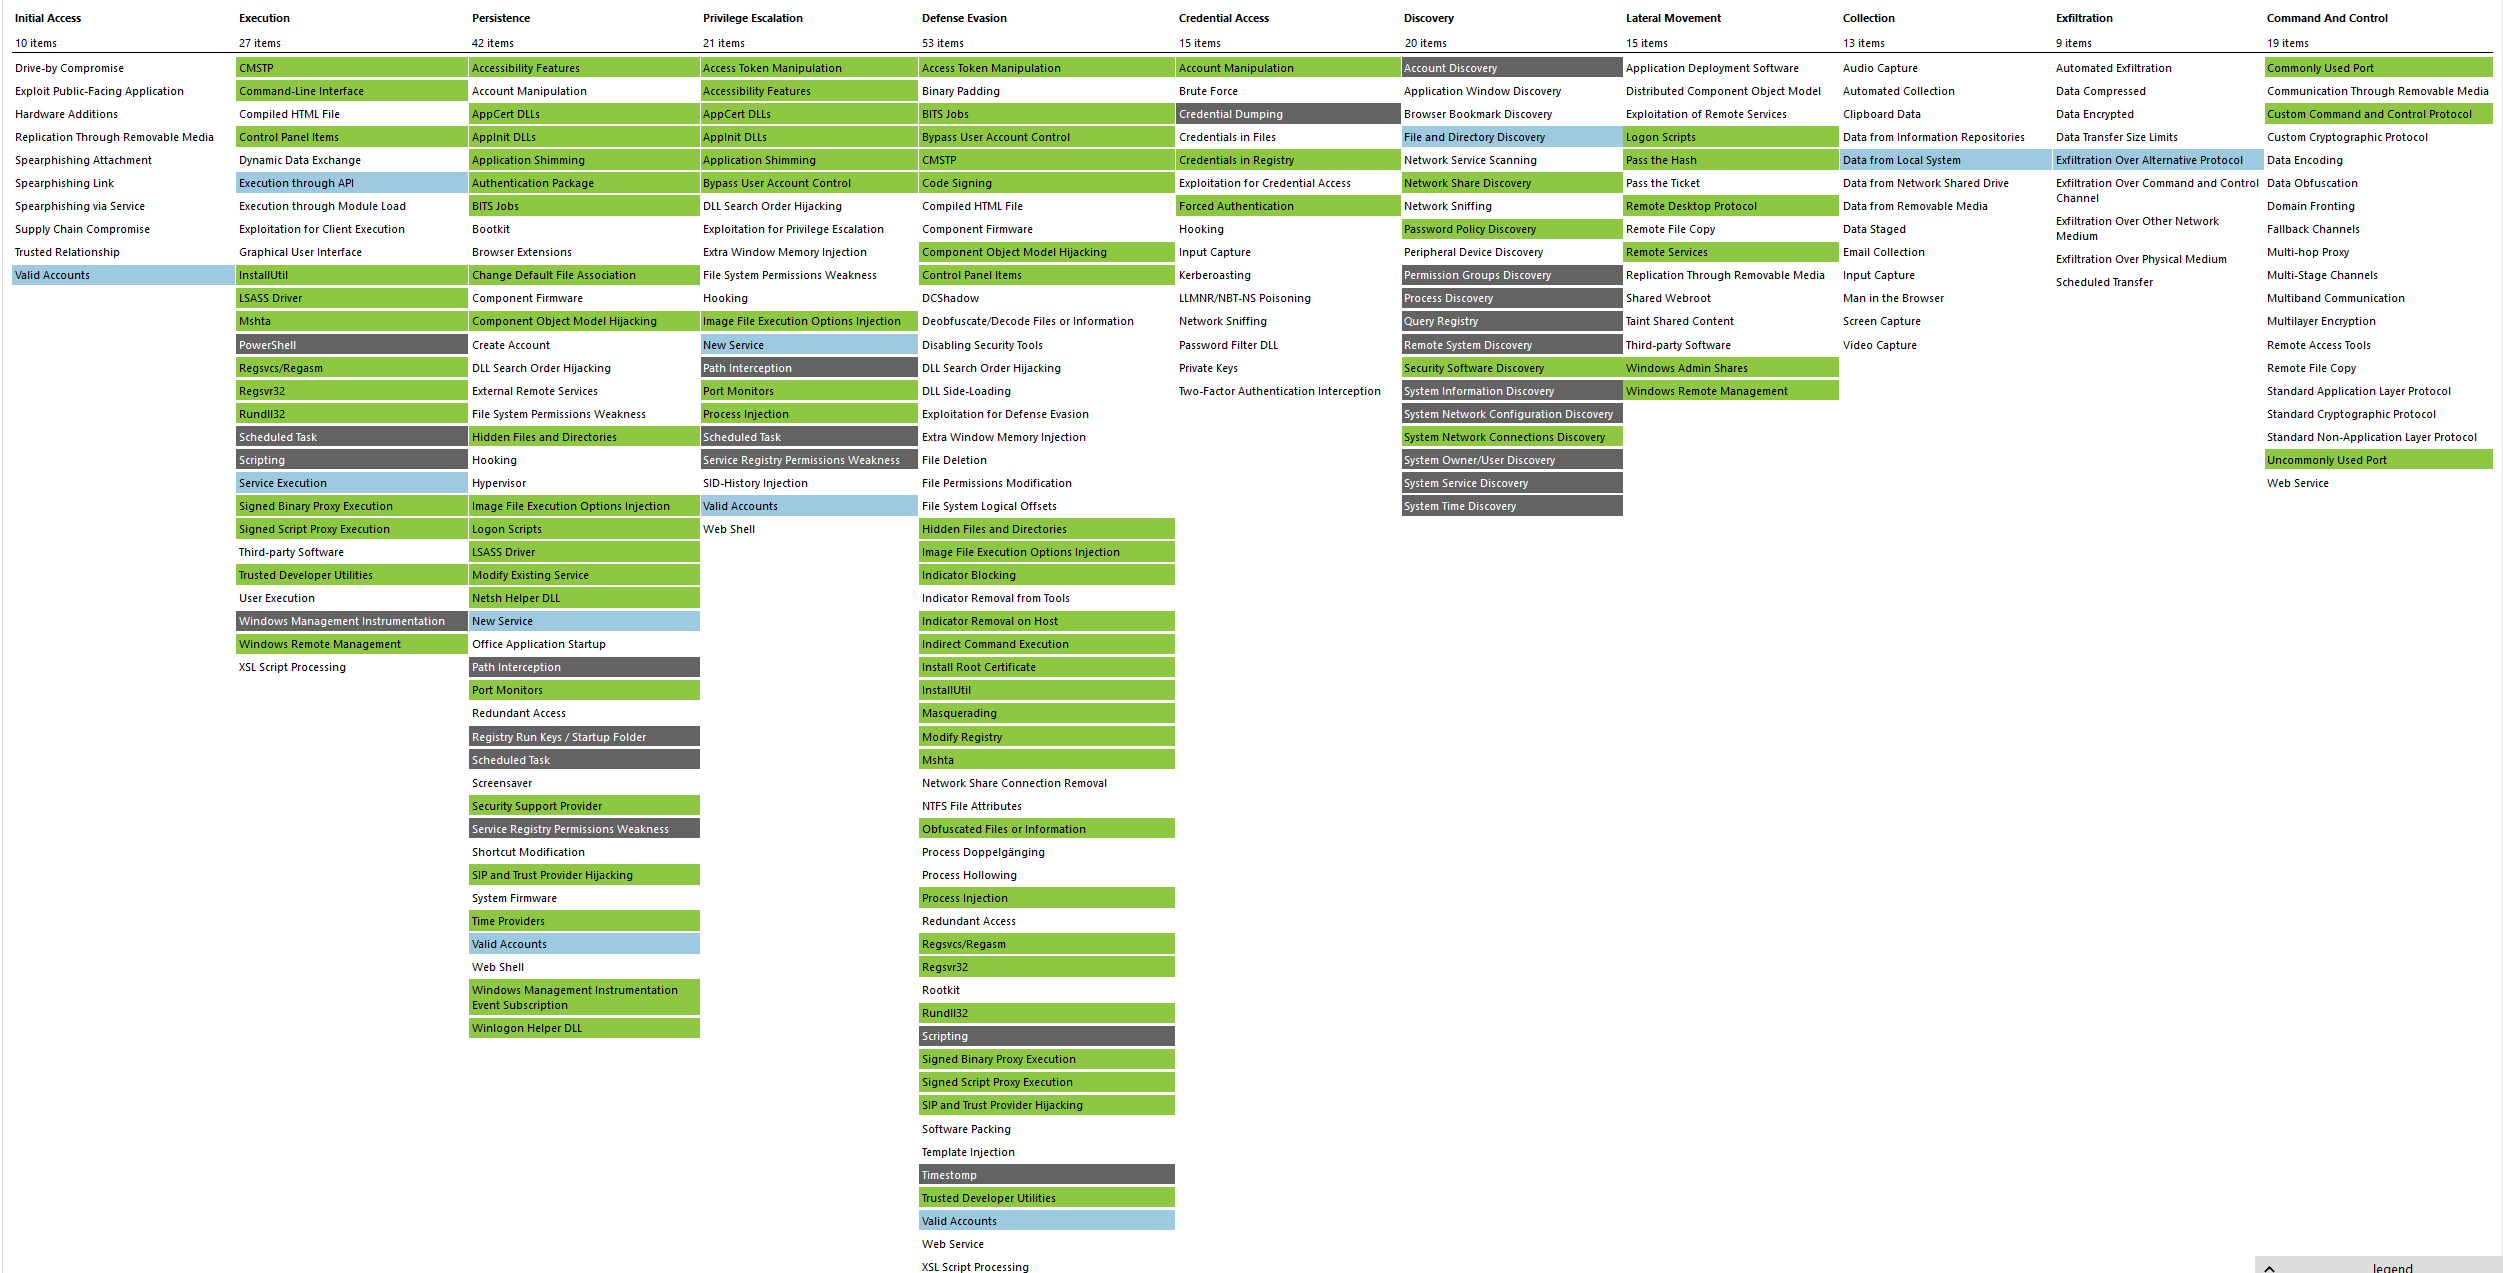 Initial Access
10 items
Drive-by Compromise
Exploit Public-Facing Application
Hardware Additions
Replication Through Removable Media
Spearphishing Attachment
Spearphishing Link
Spearphishing via Service
Supply Chain Compromise
Trusted Relationship
Valid Accounts
Execution
27 items
CMSTP
Command-Line Interface
Compiled HTML File
Control Panel Items
Dynamic Data Exchange
Execution through API
Execution through Module Load
Exploitation for Client Execution
Graphical User Interface
InstallUtil
LSASS Driver
Mshta
PowerShell
Regsvcs/Regasm
Regsvr32
Rundll32
Scheduled Task
Scripting
Service Execution
Signed Binary Proxy Execution
Signed Script Proxy Execution
Third-party Software
Trusted Developer Utilities
User Execution
Windows Management Instrumentation
Windows Remote Management
XSL Script Processing
Persistence
42 items
Accessibility Features
Account Manipulation
AppCert DLLs
AppInit DLLs
Application Shimming
Authentication Package
BITS Jobs
Bootkit
Browser Extensions
Change Default File Association
Component Firmware
Component Object Model Hijacking
Create Account
DLL Search Order Hijacking
External Remote Services
File System Permissions Weakness
Hidden Files and Directories
Hooking
Hypervisor
Image File Execution Options Injection
Logon Scripts
LSASS Driver
Modify Existing Service
Netsh Helper DLL
New Service
Office Application Startup
Path Interception
Port Monitors
Redundant Access
Registry Run Keys / Startup Folder
Scheduled Task
Screensaver
Security Support Provider
Service Registry Permissions Weakness
Shortcut Modification
SIP and Trust Provider Hijacking
System Firmware
Time Providers
Valid Accounts
Web Shell
Windows Management Instrumentation
Event Subscription
Winlogon Helper DLL
Privilege Escalation
21 items
Access Token Manipulation
Accessibility Features
AppCert DLLs
AppInit DLLs
Application Shimming
Bypass User Account Control
DLL Search Order Hijacking
Exploitation for Privilege Escalation
Extra Window Memory Injection
File System Permissions Weakness
Hooking
Image File Execution Options Injection
New Service
Path Interception
Port Monitors
Process Injection
Scheduled Task
Service Registry Permissions Weakness
SID-History Injection
Valid Accounts
Web Shell
Defense Evasion
53 items
Access Token Manipulation
Binary Padding
BITS Jobs
Bypass User Account Control
CMSTP
Code Signing
Compiled HTML File
Component Firmware
Component Object Model Hijacking
Control Panel Items
DCShadow
Deobfuscate/Decode Files or Information
Disabling Security Tools
DLL Search Order Hijacking
DLL Side-Loading
Exploitation for Defense Evasion
Extra Window Memory Injection
File Deletion
File Permissions Modification
File System Logical Offsets
Hidden Files and Directories
Image File Execution Options Injection
Indicator Blocking
Indicator Removal from Tools
Indicator Removal on Host
Indirect Command Execution
Install Root Certificate
InstallUtil
Masquerading
Modify Registry
Mshta
Network Share Connection Removal
NTFS File Attributes
Obfuscated Files or Information
Process Doppelgänging
Process Hollowing
Process Injection
Redundant Access
Regsvcs/Regasm
Regsvr32
Rootkit
Rundll32
Scripting
Signed Binary Proxy Execution
Signed Script Proxy Execution
SIP and Trust Provider Hijacking
Software Packing
Template Injection
Timestomp
Trusted Developer Utilities
Valid Accounts
Web Service
XSL Script Processing
Credential Access
15 items
Account Manipulation
Brute Force
Credential Dumping
Credentials in Files
Credentials in Registry
Exploitation for Credential Access
Forced Authentication
Hooking
Input Capture
Kerberoasting
LLMNR/NBT-NS Poisoning
Network Sniffing
Password Filter DLL
Private Keys
Two-Factor Authentication Interception
Discovery
20 items
Account Discovery
Application Window Discovery
Browser Bookmark Discovery
File and Directory Discovery
Network Service Scanning
Network Share Discovery
Network Sniffing
Password Policy Discovery
Peripheral Device Discovery
Permission Groups Discovery
Process Discovery
Query Registry
Remote System Discovery
Security Software Discovery
System Information Discovery
System Network Configuration Discovery
System Network Connections Discovery
System Owner/User Discovery
System Service Discovery
System Time Discovery
Lateral Movement
15 items
Application Deployment Software
Distributed Component Object Model
Exploitation of Remote Services
Logon Scripts
Pass the Hash
Pass the Ticket
Remote Desktop Protocol
Remote File Copy
Remote Services
Replication Through Removable Media
Shared Webroot
Taint Shared Content
Third-party Software
Windows Admin Shares
Windows Remote Management
Collection
13 items
Audio Capture
Automated Collection
Clipboard Data
Data from Information Repositories
Data from Local System
Data from Network Shared Drive
Data from Removable Media
Data Staged
Email Collection
Input Capture
Man in the Browser
Screen Capture
Video Capture
Exfiltration
9 items
Automated Exfiltration
Data Compressed
Data Encrypted
Data Transfer Size Limits
Exfiltration Over Alternative Protocol
Exfiltration Over Command and Control
Channel
Exfiltration Over Other Network
Medium
Exfiltration Over Physical Medium
Scheduled Transfer
Command And Control
19 items
Commonly Used Port
Communication Through Removable Media
Custom Command and Control Protocol
Custom Cryptographic Protocol
Data Encoding
Data Obfuscation
Domain Fronting
Fallback Channels
Multi-hop Proxy
Multi-Stage Channels
Multiband Communication
Multilayer Encryption
Remote Access Tools
Remote File Copy
Standard Application Layer Protocol
Standard Cryptographic Protocol
Standard Non-Application Layer Protocol
Uncommonly Used Port
Web Service
legend